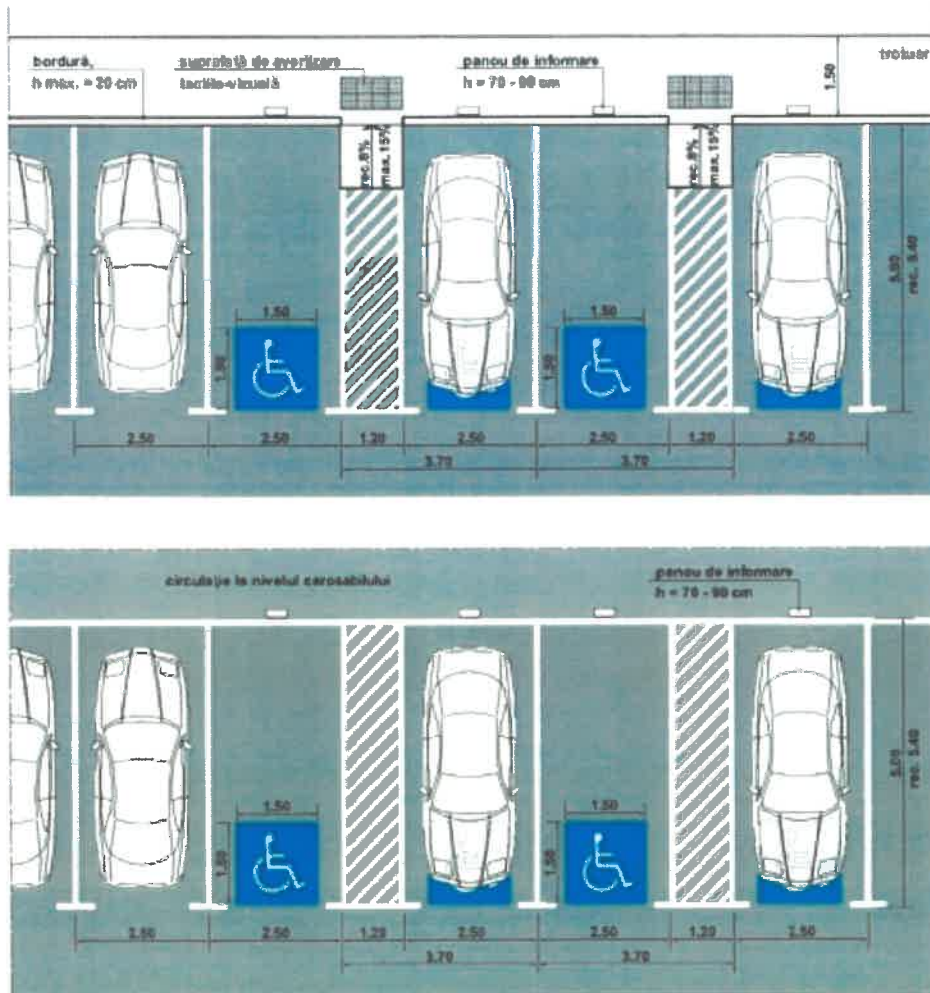 bordură,
h max. = 20 cm
suprafață de avertizare
tactilo-vizuală
panou de informare
h = 70 - 90 cm
trotuar
1.50
rec.8%
max.15%
rec.8%
max.15%
5.00
rec. 5.40
1.50
1.50
1.50
1.50
2.50
2.50
1.20
2.50
2.50
1.20
2.50
3.70
3.70
circulație la nivelul carosabilului
panou de informare
h = 70 - 90 cm
5.00
rec. 5.40
1.50
1.50
1.50
1.50
2.50
2.50
1.20
2.50
2.50
1.20
2.50
3.70
3.70